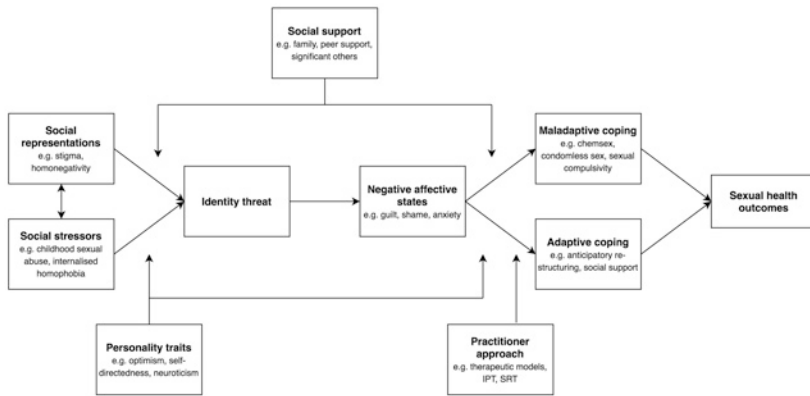 Social support
e.g. family, peer support,
significant others
Social
representations
e.g. stigma,
homonegativity
Maladaptive coping
e.g. chemsex,
condomless sex, sexual
compulsivity
Identity threat
Negative affective
states
e.g. guilt, shame, anxiety
Sexual health
outcomes
Social stressors
e.g. childhood sexual
abuse, internalised
homophobia
Adaptive coping
e.g. anticipatory re-
structuring, social support
Personality traits
e.g. optimism, self-
directedness, neuroticism
Practitioner
approach
e.g. therapeutic models,
IPT, SRT